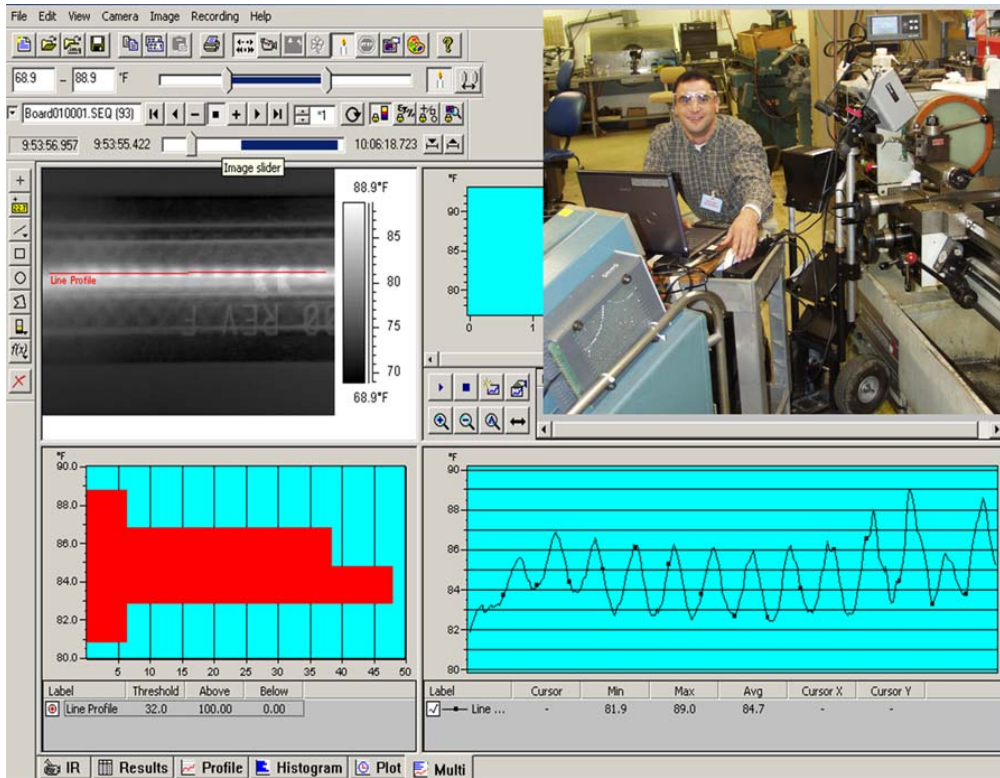 File Edit View Camera Image Recording Help
68.9 – 88.9 °F
Board010001.SEQ (93) *1
9:53:56.957 9:53:55.422 10:06:18.723
Image slider
22.7
f(x)
Line Profile
REV F
88.9°F
85
80
75
70
68.9°F
°F
90
85
80
0 1
°F
90.0
88.0
86.0
84.0
82.0
80.0
5 10 15 20 25 30 35 40 45 50
Label Threshold Above Below
Line Profile 32.0 100.00 0.00
°F
90
88
86
84
82
80
Label Cursor Min Max Avg Cursor X Cursor Y
Line ... - 81.9 89.0 84.7 - -
IR Results Profile Histogram Plot Multi